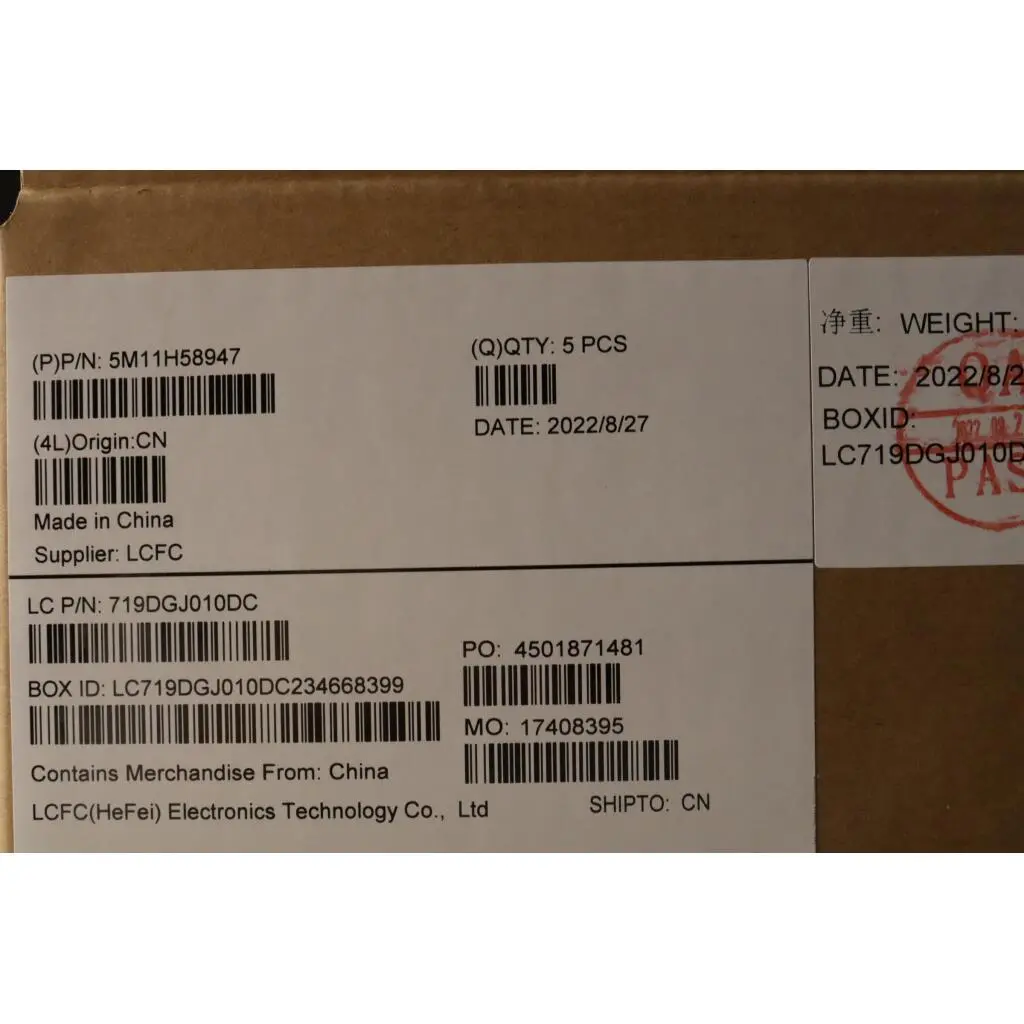 (P)P/N: 5M11H58947
(Q)QTY: 5 PCS
(4L)Origin:CN
DATE: 2022/8/27
Made in China
Supplier: LCFC
LC P/N: 719DGJ010DC
PO: 4501871481
BOX ID: LC719DGJ010DC234668399
MO: 17408395
Contains Merchandise From: China
LCFC(HeFei) Electronics Technology Co., Ltd
SHIPTO: CN
净重: WEIGHT:
DATE: 2022/8/2
BOXID:
LC719DGJ010D
QA
PAS